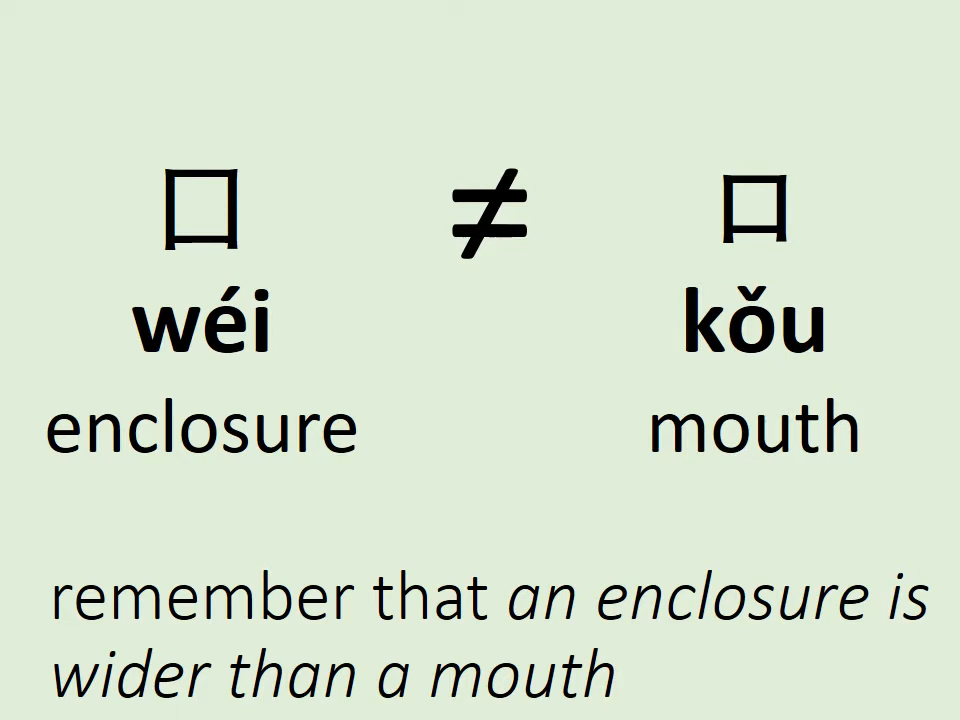 囗 ≠ 口
wéi kǒu
enclosure mouth
remember that an enclosure is
wider than a mouth